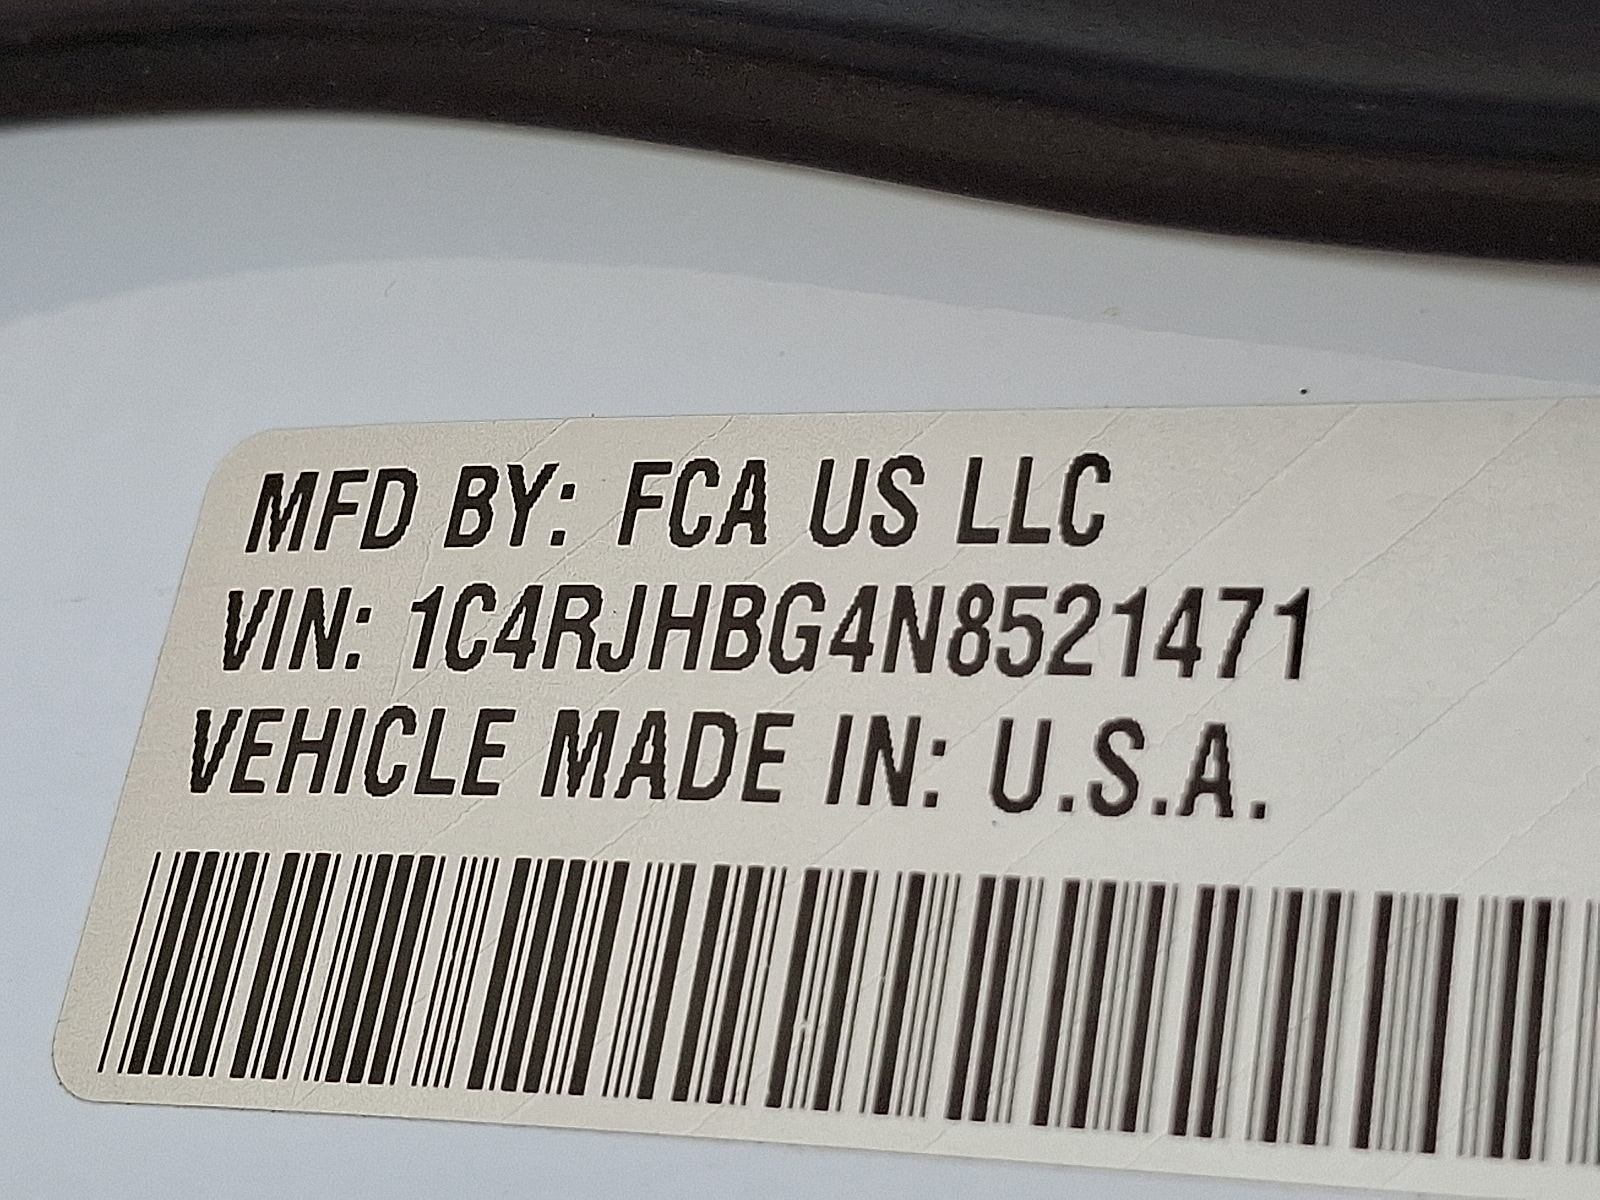 MFD BY: FCA US LLC
VIN: 1C4RJHBG4N8521471
VEHICLE MADE IN: U.S.A.